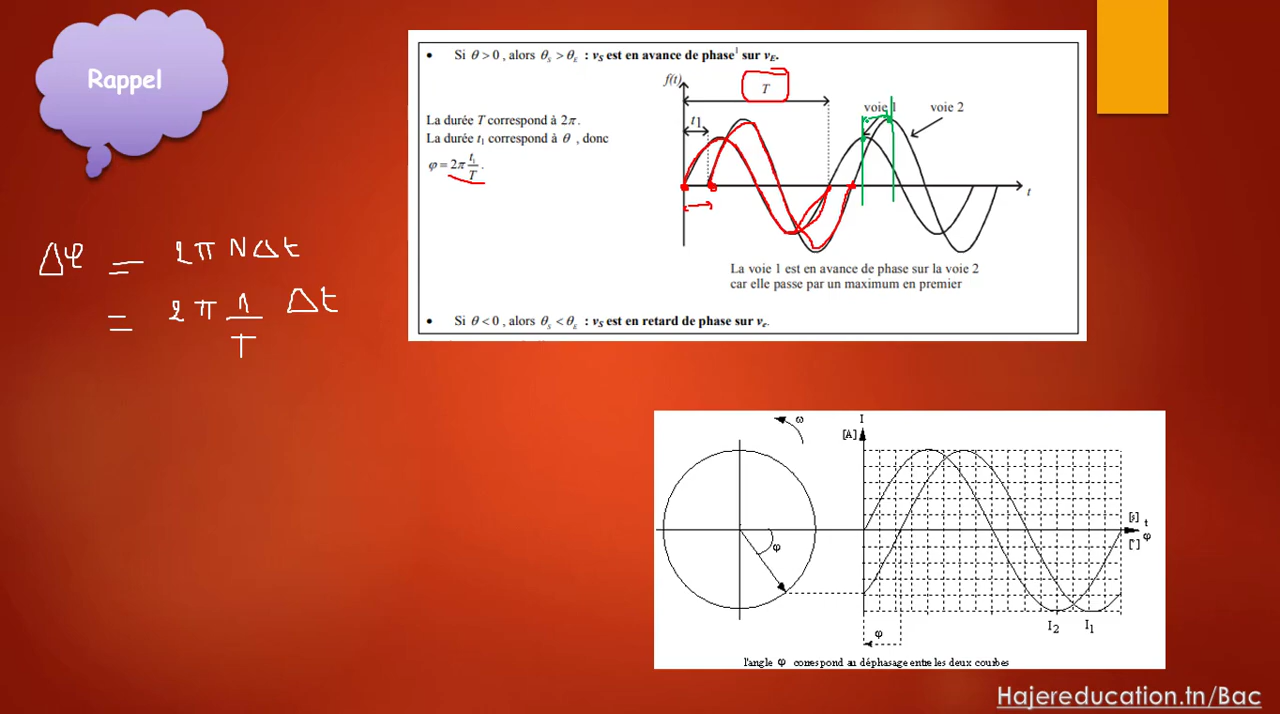 Rappel
• Si θ > 0, alors θS > θE : vS est en avance de phase¹ sur vE.
f(t)
T
La durée T correspond à 2π.
La durée t1 correspond à θ , donc
φ = 2π t1/T .
t1
voie 1
voie 2
t
La voie 1 est en avance de phase sur la voie 2
car elle passe par un maximum en premier
• Si θ < 0, alors θS < θE : vS est en retard de phase sur ve.
Δφ = 2π N Δt
= 2π 1/T Δt
ω
I
[A]
φ
[s] t
[°] φ
I2
I1
φ
l'angle φ correspond au déphasage entre les deux courbes
Hajereducation.tn/Bac